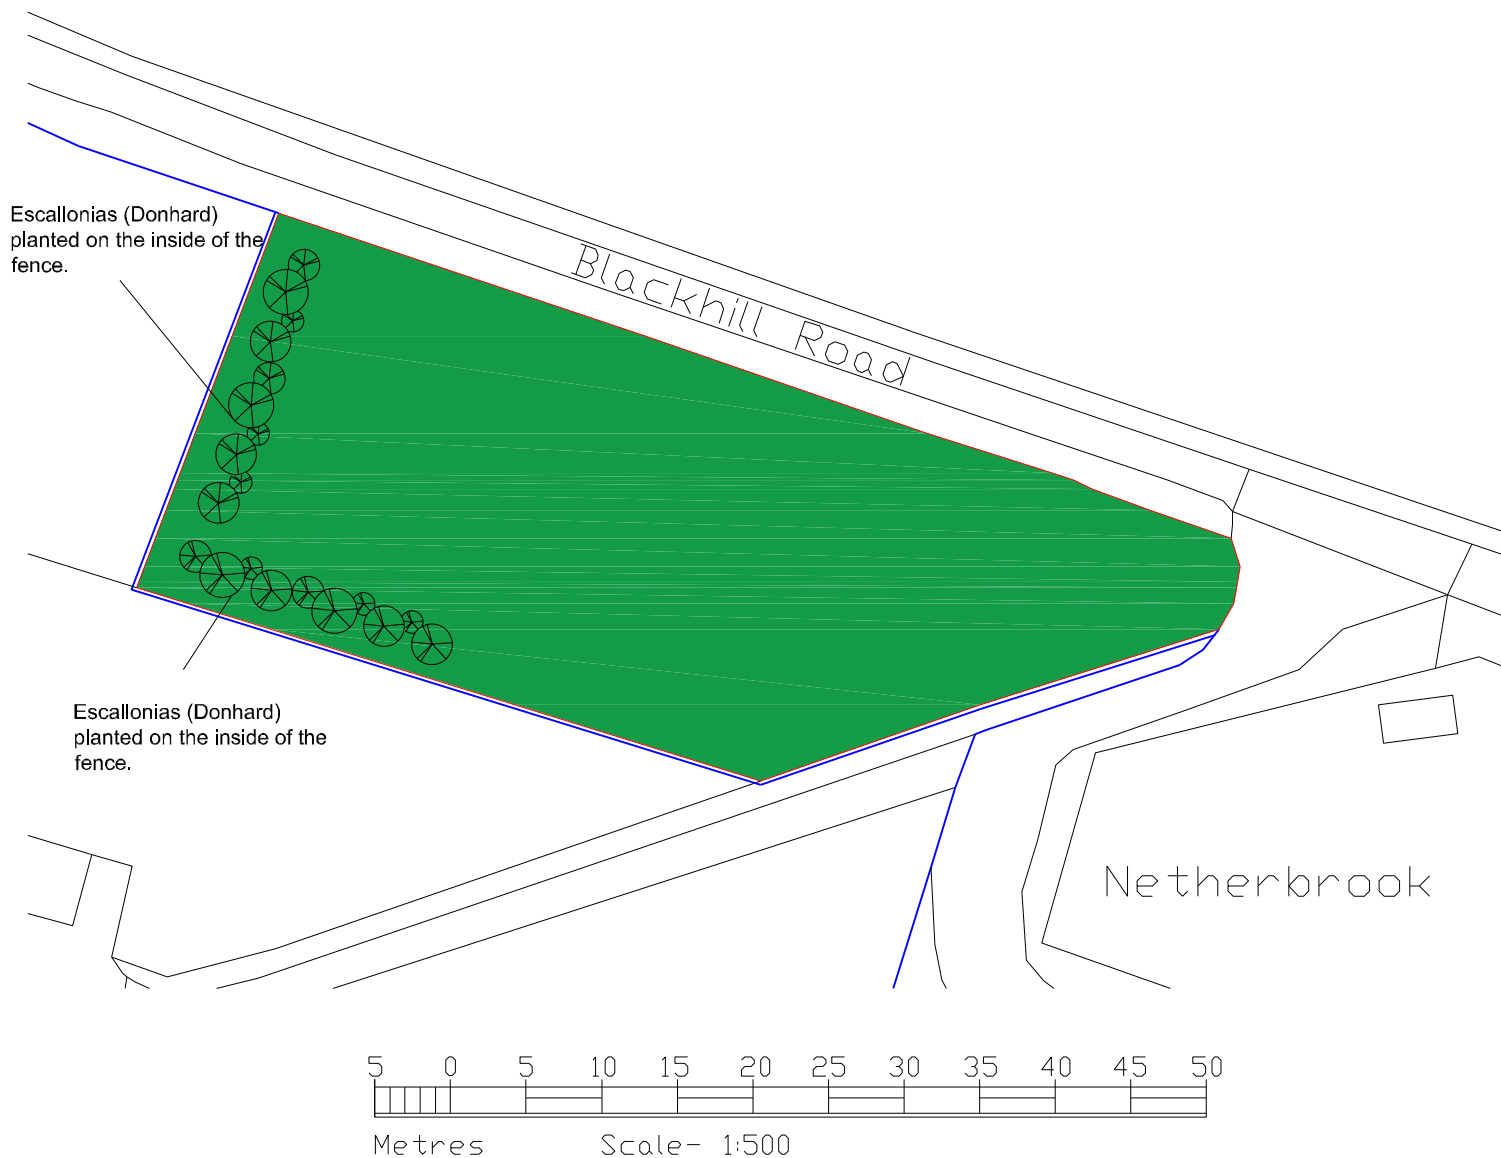 Escallonias (Donhard)
planted on the inside of the
fence.
Blackhill Road
Escallonias (Donhard)
planted on the inside of the
fence.
Netherbrook
5 0 5 10 15 20 25 30 35 40 45 50
Metres Scale- 1:500